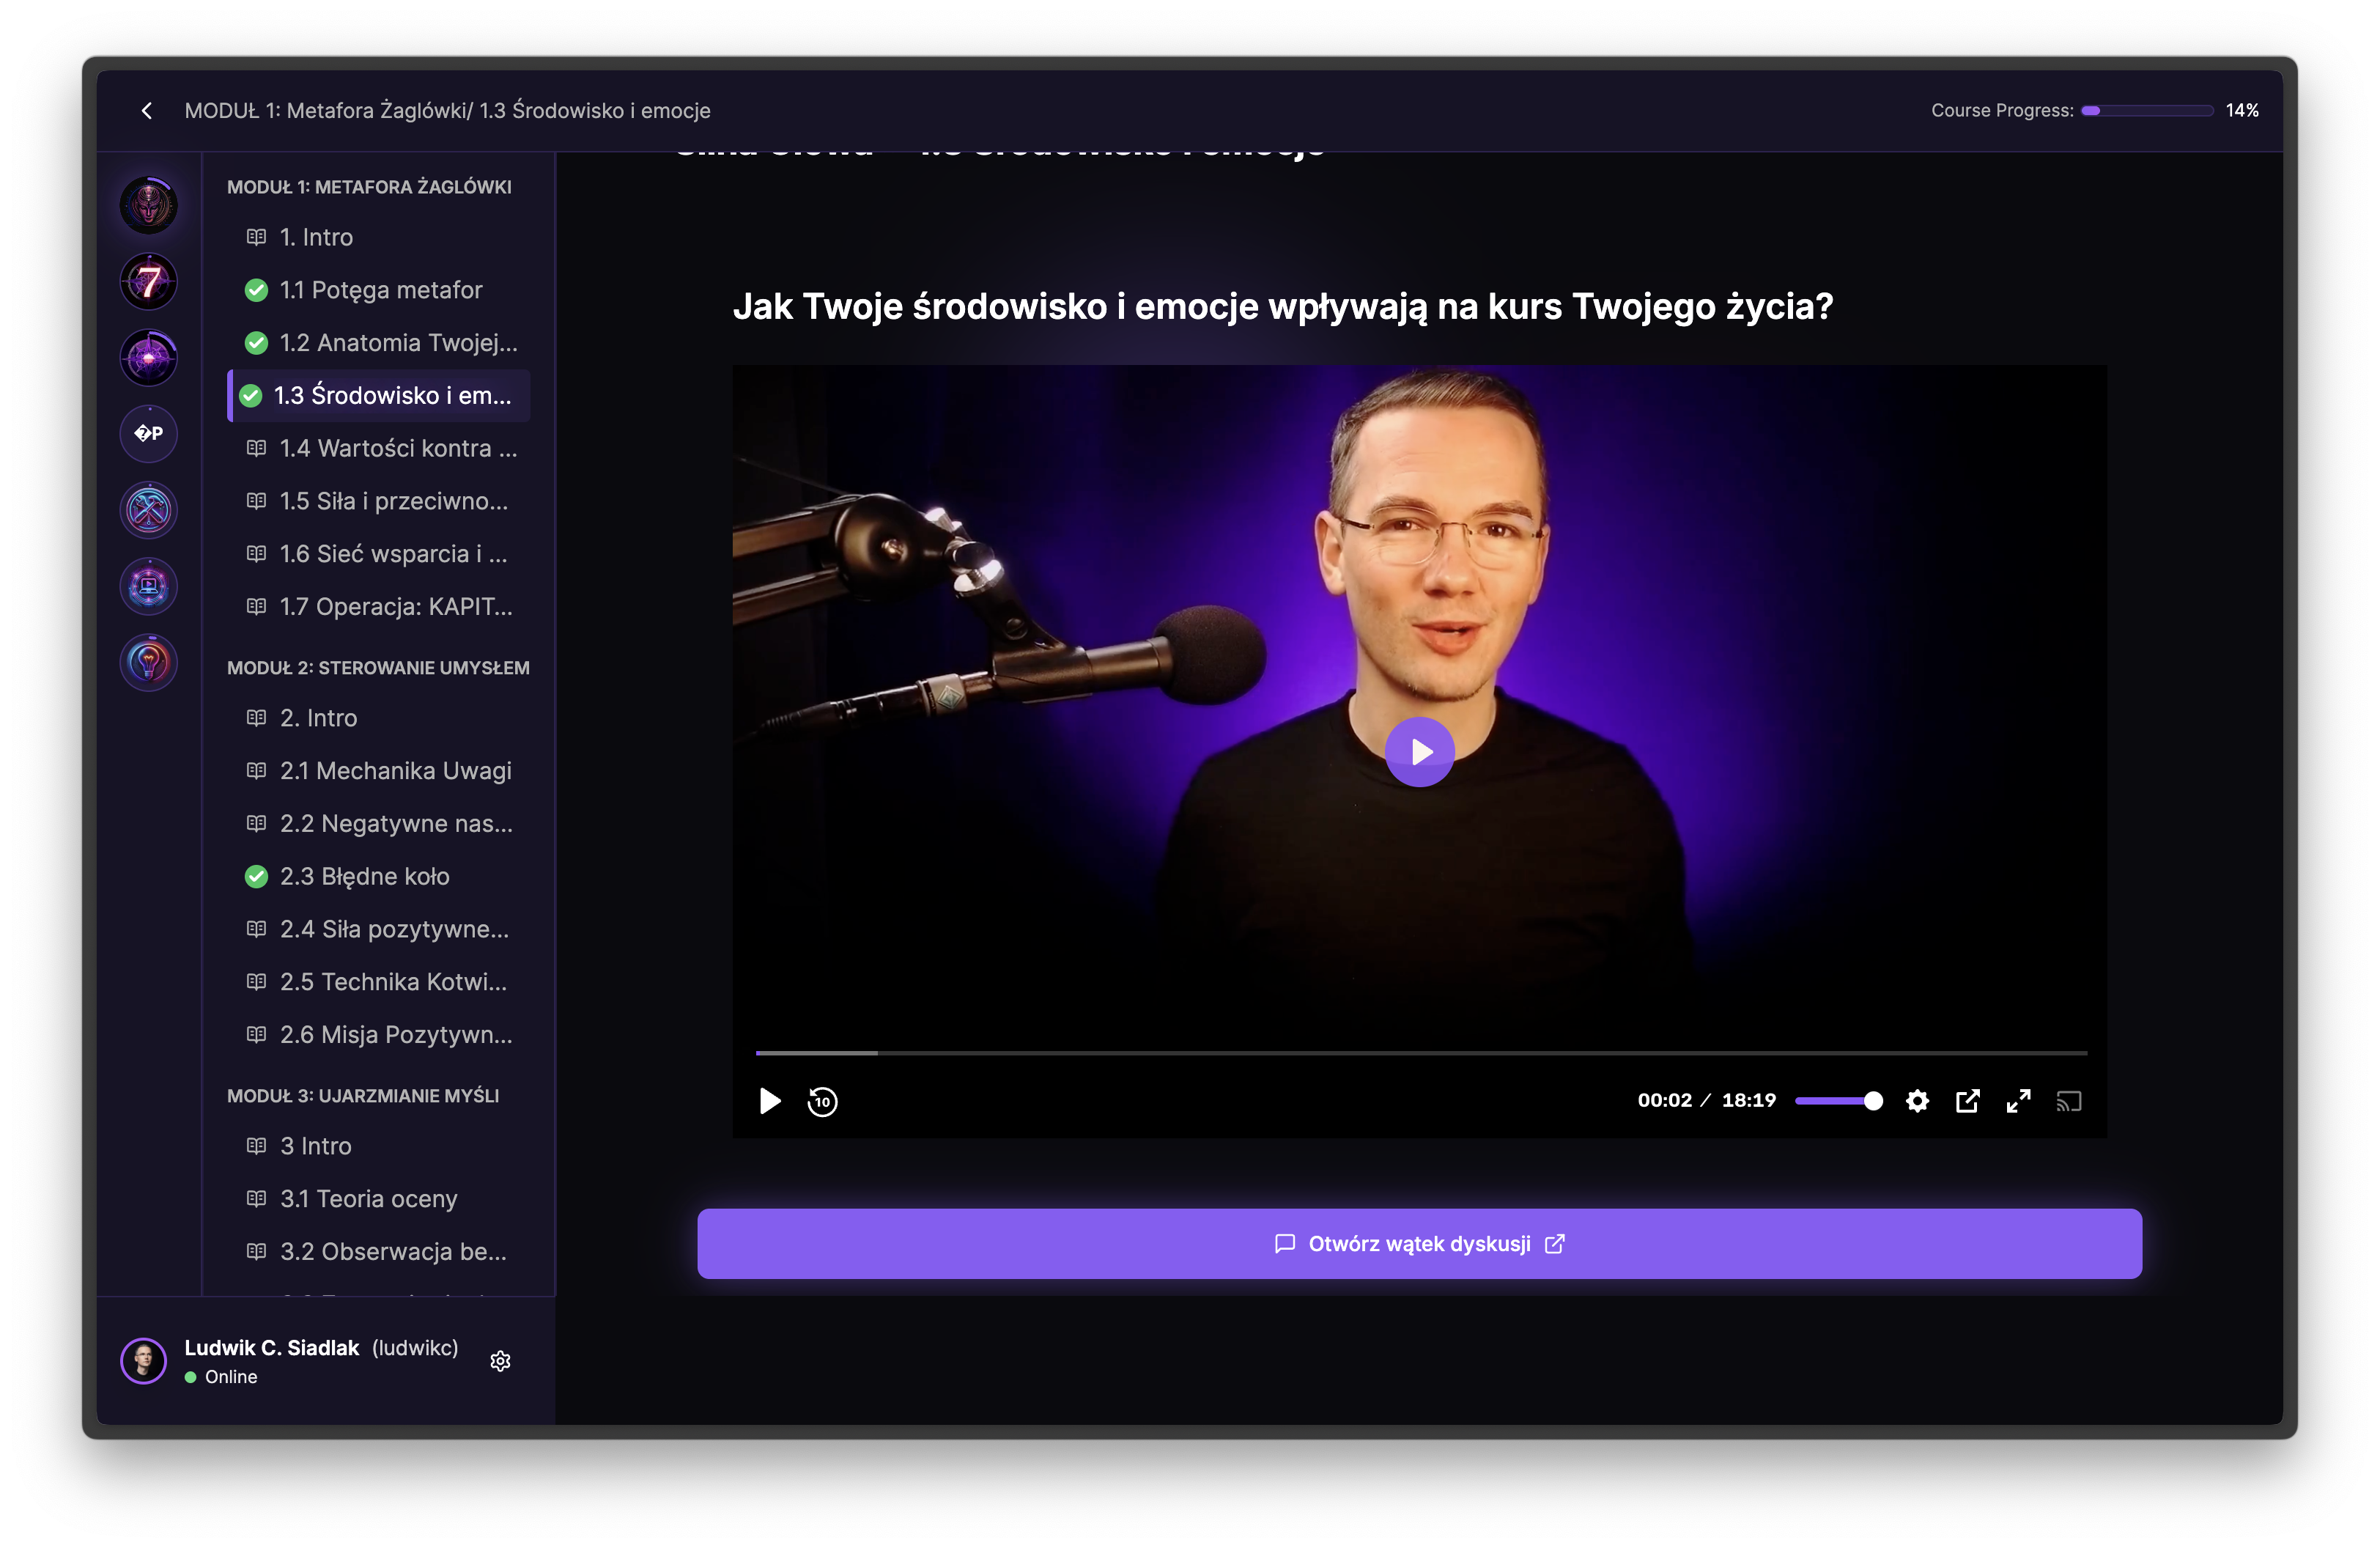 MODUŁ 1: Metafora Żaglówki/ 1.3 Środowisko i emocje
Course Progress: 14%
MODUŁ 1: METAFORA ŻAGLÓWKI
1. Intro
1.1 Potęga metafor
1.2 Anatomia Twojej...
1.3 Środowisko i em...
1.4 Wartości kontra ...
1.5 Siła i przeciwno...
1.6 Sieć wsparcia i ...
1.7 Operacja: KAPIT...
MODUŁ 2: STEROWANIE UMYSŁEM
2. Intro
2.1 Mechanika Uwagi
2.2 Negatywne nas...
2.3 Błędne koło
2.4 Siła pozytywne...
2.5 Technika Kotwi...
2.6 Misja Pozytywn...
MODUŁ 3: UJARZMIANIE MYŚLI
3 Intro
3.1 Teoria oceny
3.2 Obserwacja be...
7
�P
Ludwik C. Siadlak (ludwikc)
Online
1.3 Środowisko i emocje
Jak Twoje środowisko i emocje wpływają na kurs Twojego życia?
10
00:02 / 18:19
Otwórz wątek dyskusji